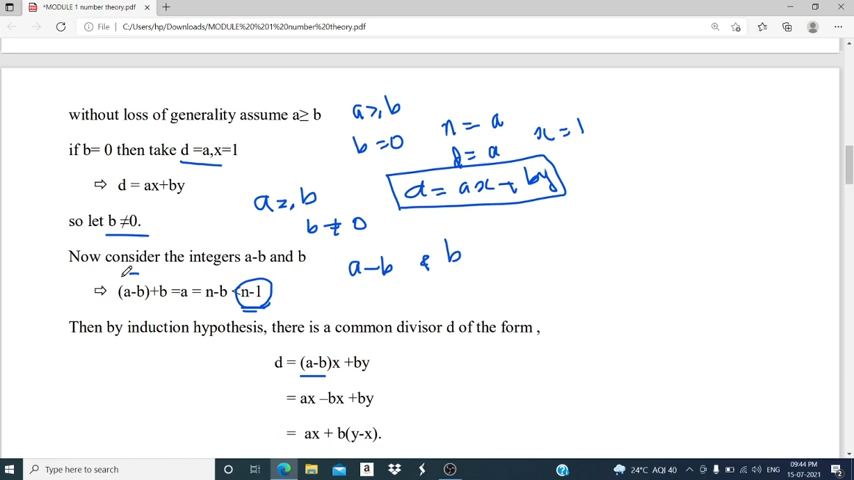 *MODULE 1 number theory.pdf
File | C:/Users/hp/Downloads/MODULE%20%201%20number%20theory.pdf
without loss of generality assume a≥ b
a ≥ b
if b= 0 then take d =a,x=1
b = 0
n = a
d = a
x = 1
⇨ d = ax+by
d = ax + by
a ≥ b
b ≠ 0
so let b ≠0.
Now consider the integers a-b and b
a-b & b
⇨ (a-b)+b =a = n-b n-1
Then by induction hypothesis, there is a common divisor d of the form ,
d = (a-b)x +by
= ax –bx +by
= ax + b(y-x).
Type here to search
24°C AQI 40
ENG
09:44 PM
15-07-2021
2